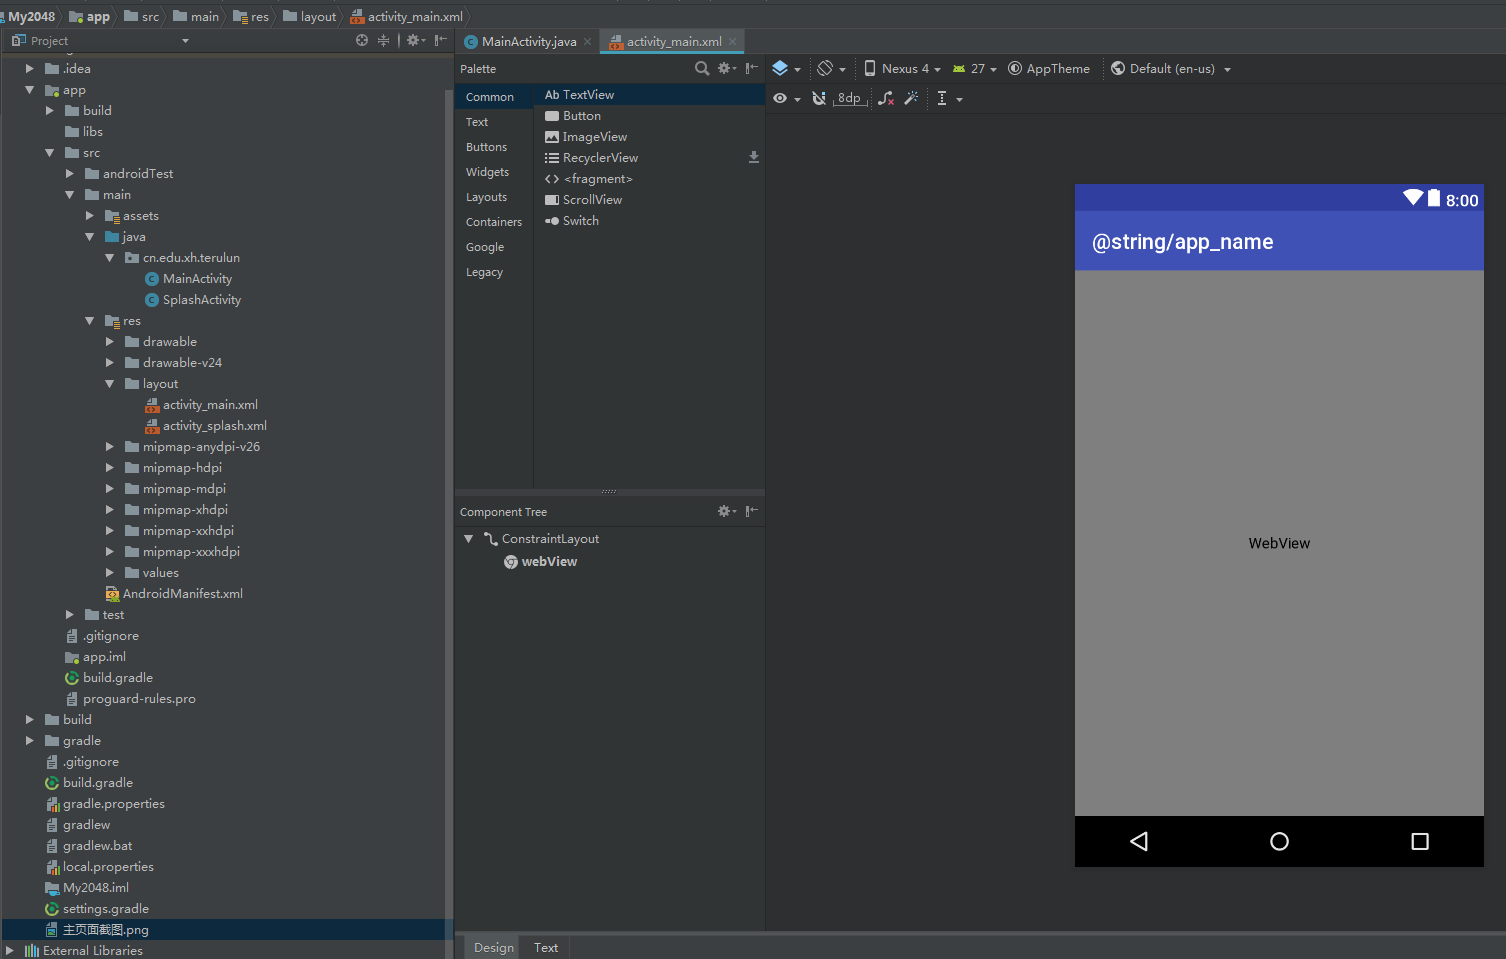 My2048 app src main res layout activity_main.xml
Project
.idea
app
build
libs
src
androidTest
main
assets
java
cn.edu.xh.terulun
MainActivity
SplashActivity
res
drawable
drawable-v24
layout
activity_main.xml
activity_splash.xml
mipmap-anydpi-v26
mipmap-hdpi
mipmap-mdpi
mipmap-xhdpi
mipmap-xxhdpi
mipmap-xxxhdpi
values
AndroidManifest.xml
test
.gitignore
app.iml
build.gradle
proguard-rules.pro
build
gradle
.gitignore
build.gradle
gradle.properties
gradlew
gradlew.bat
local.properties
My2048.iml
settings.gradle
主页面截图.png
External Libraries
MainActivity.java activity_main.xml
Palette
Common
Text
Buttons
Widgets
Layouts
Containers
Google
Legacy
Ab TextView
Button
ImageView
RecyclerView
<fragment>
ScrollView
Switch
Component Tree
ConstraintLayout
webView
Nexus 4 27 AppTheme Default (en-us)
8dp
8:00
@string/app_name
WebView
Design Text